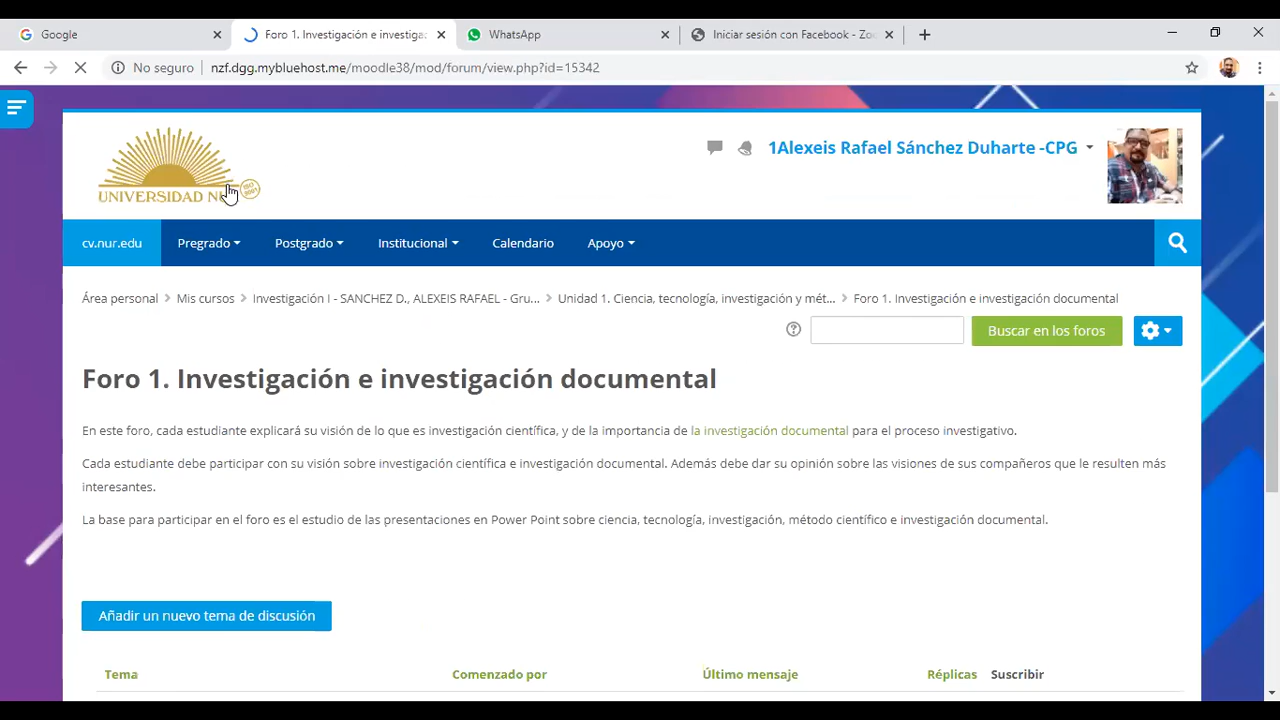 Google
Foro 1. Investigación e investiga
WhatsApp
Iniciar sesión con Facebook - Zoo
No seguro
nzf.dgg.mybluehost.me/moodle38/mod/forum/view.php?id=15342
UNIVERSIDAD
ISO 9001
1Alexeis Rafael Sánchez Duharte -CPG
cv.nur.edu
Pregrado
Postgrado
Institucional
Calendario
Apoyo
Área personal
Mis cursos
Investigación I - SANCHEZ D., ALEXEIS RAFAEL - Gru...
Unidad 1. Ciencia, tecnología, investigación y mét...
Foro 1. Investigación e investigación documental
Buscar en los foros
Foro 1. Investigación e investigación documental
En este foro, cada estudiante explicará su visión de lo que es investigación científica, y de la importancia de la investigación documental para el proceso investigativo.
Cada estudiante debe participar con su visión sobre investigación científica e investigación documental. Además debe dar su opinión sobre las visiones de sus compañeros que le resulten más
interesantes.
La base para participar en el foro es el estudio de las presentaciones en Power Point sobre ciencia, tecnología, investigación, método científico e investigación documental.
Añadir un nuevo tema de discusión
Tema
Comenzado por
Último mensaje
Réplicas
Suscribir